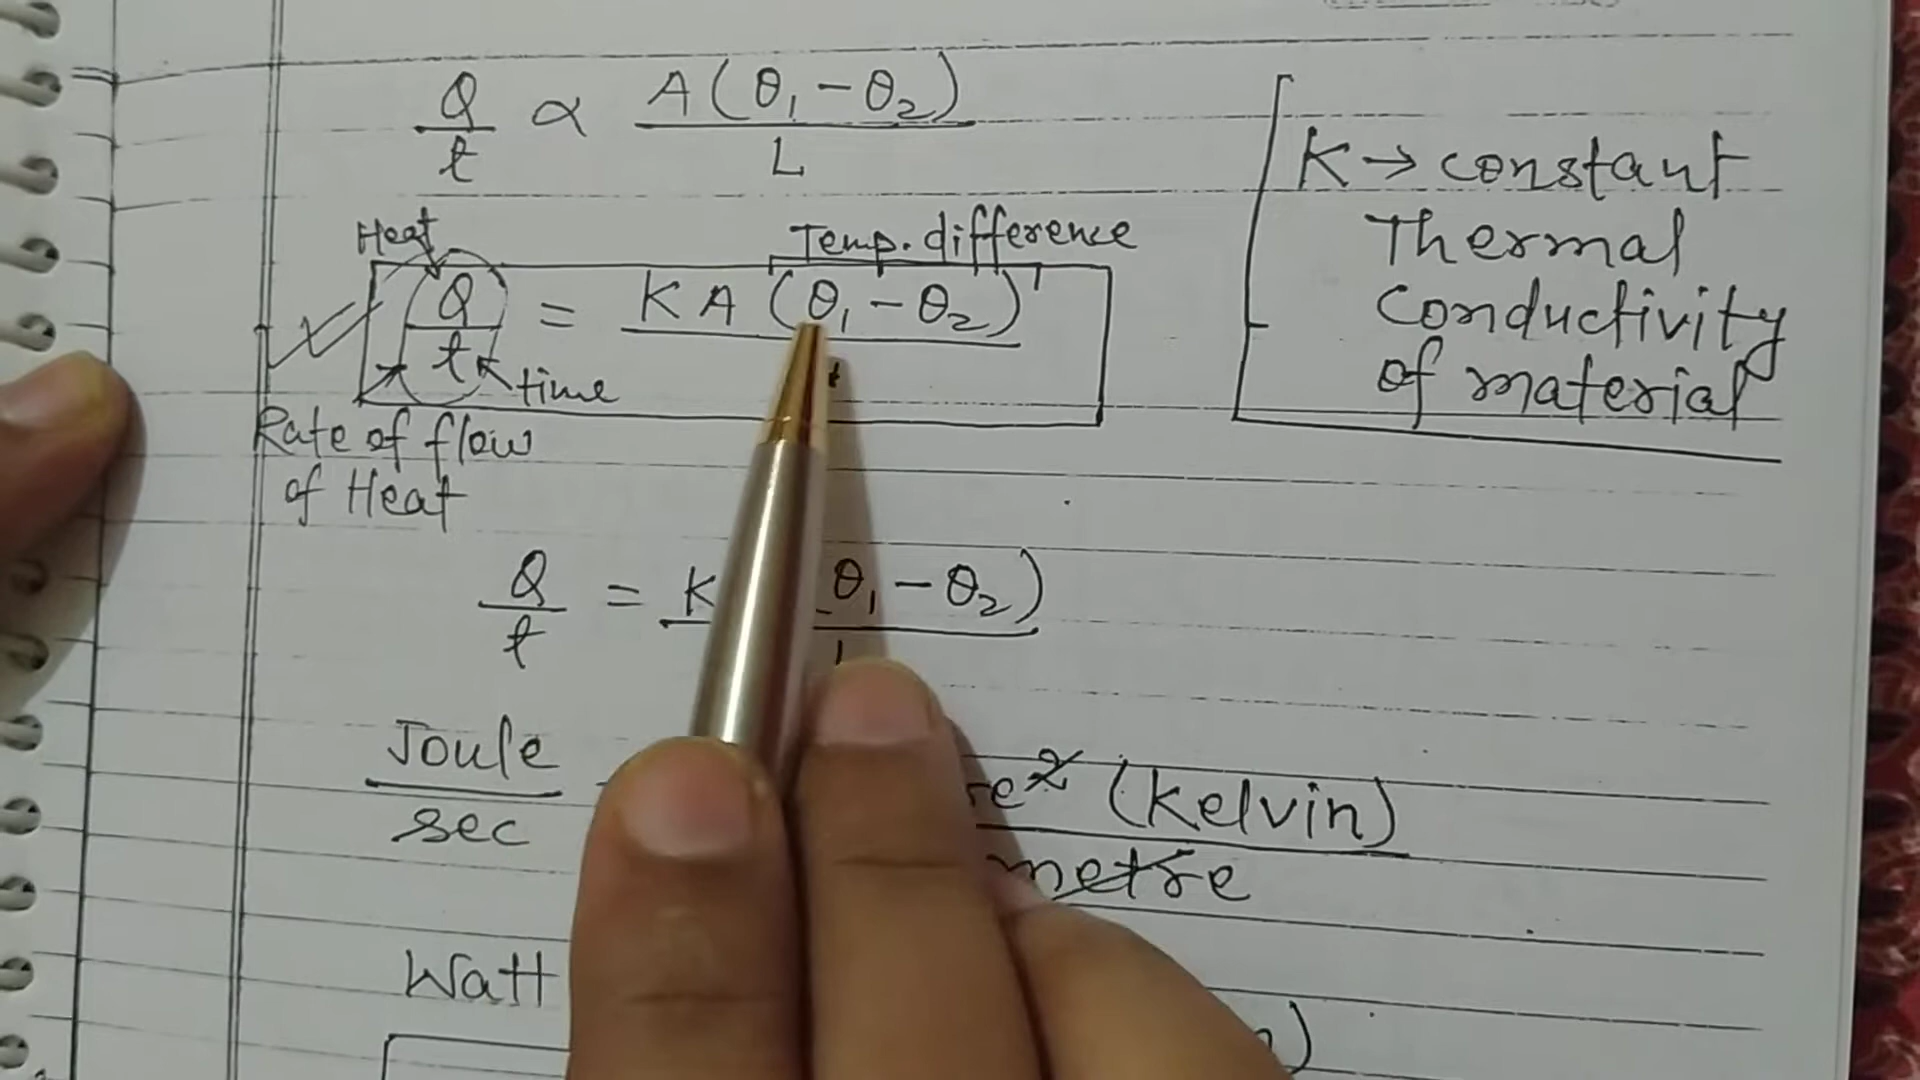 Q/t ∝ A(θ₁ − θ₂)/L
K → constant
Thermal
Conductivity
of material
Heat
Temp. difference
Q/t = KA(θ₁ − θ₂)
time
Rate of flow
of Heat
Q/t = K (θ₁ − θ₂)
Joule/sec (Kelvin)
metre
Watt